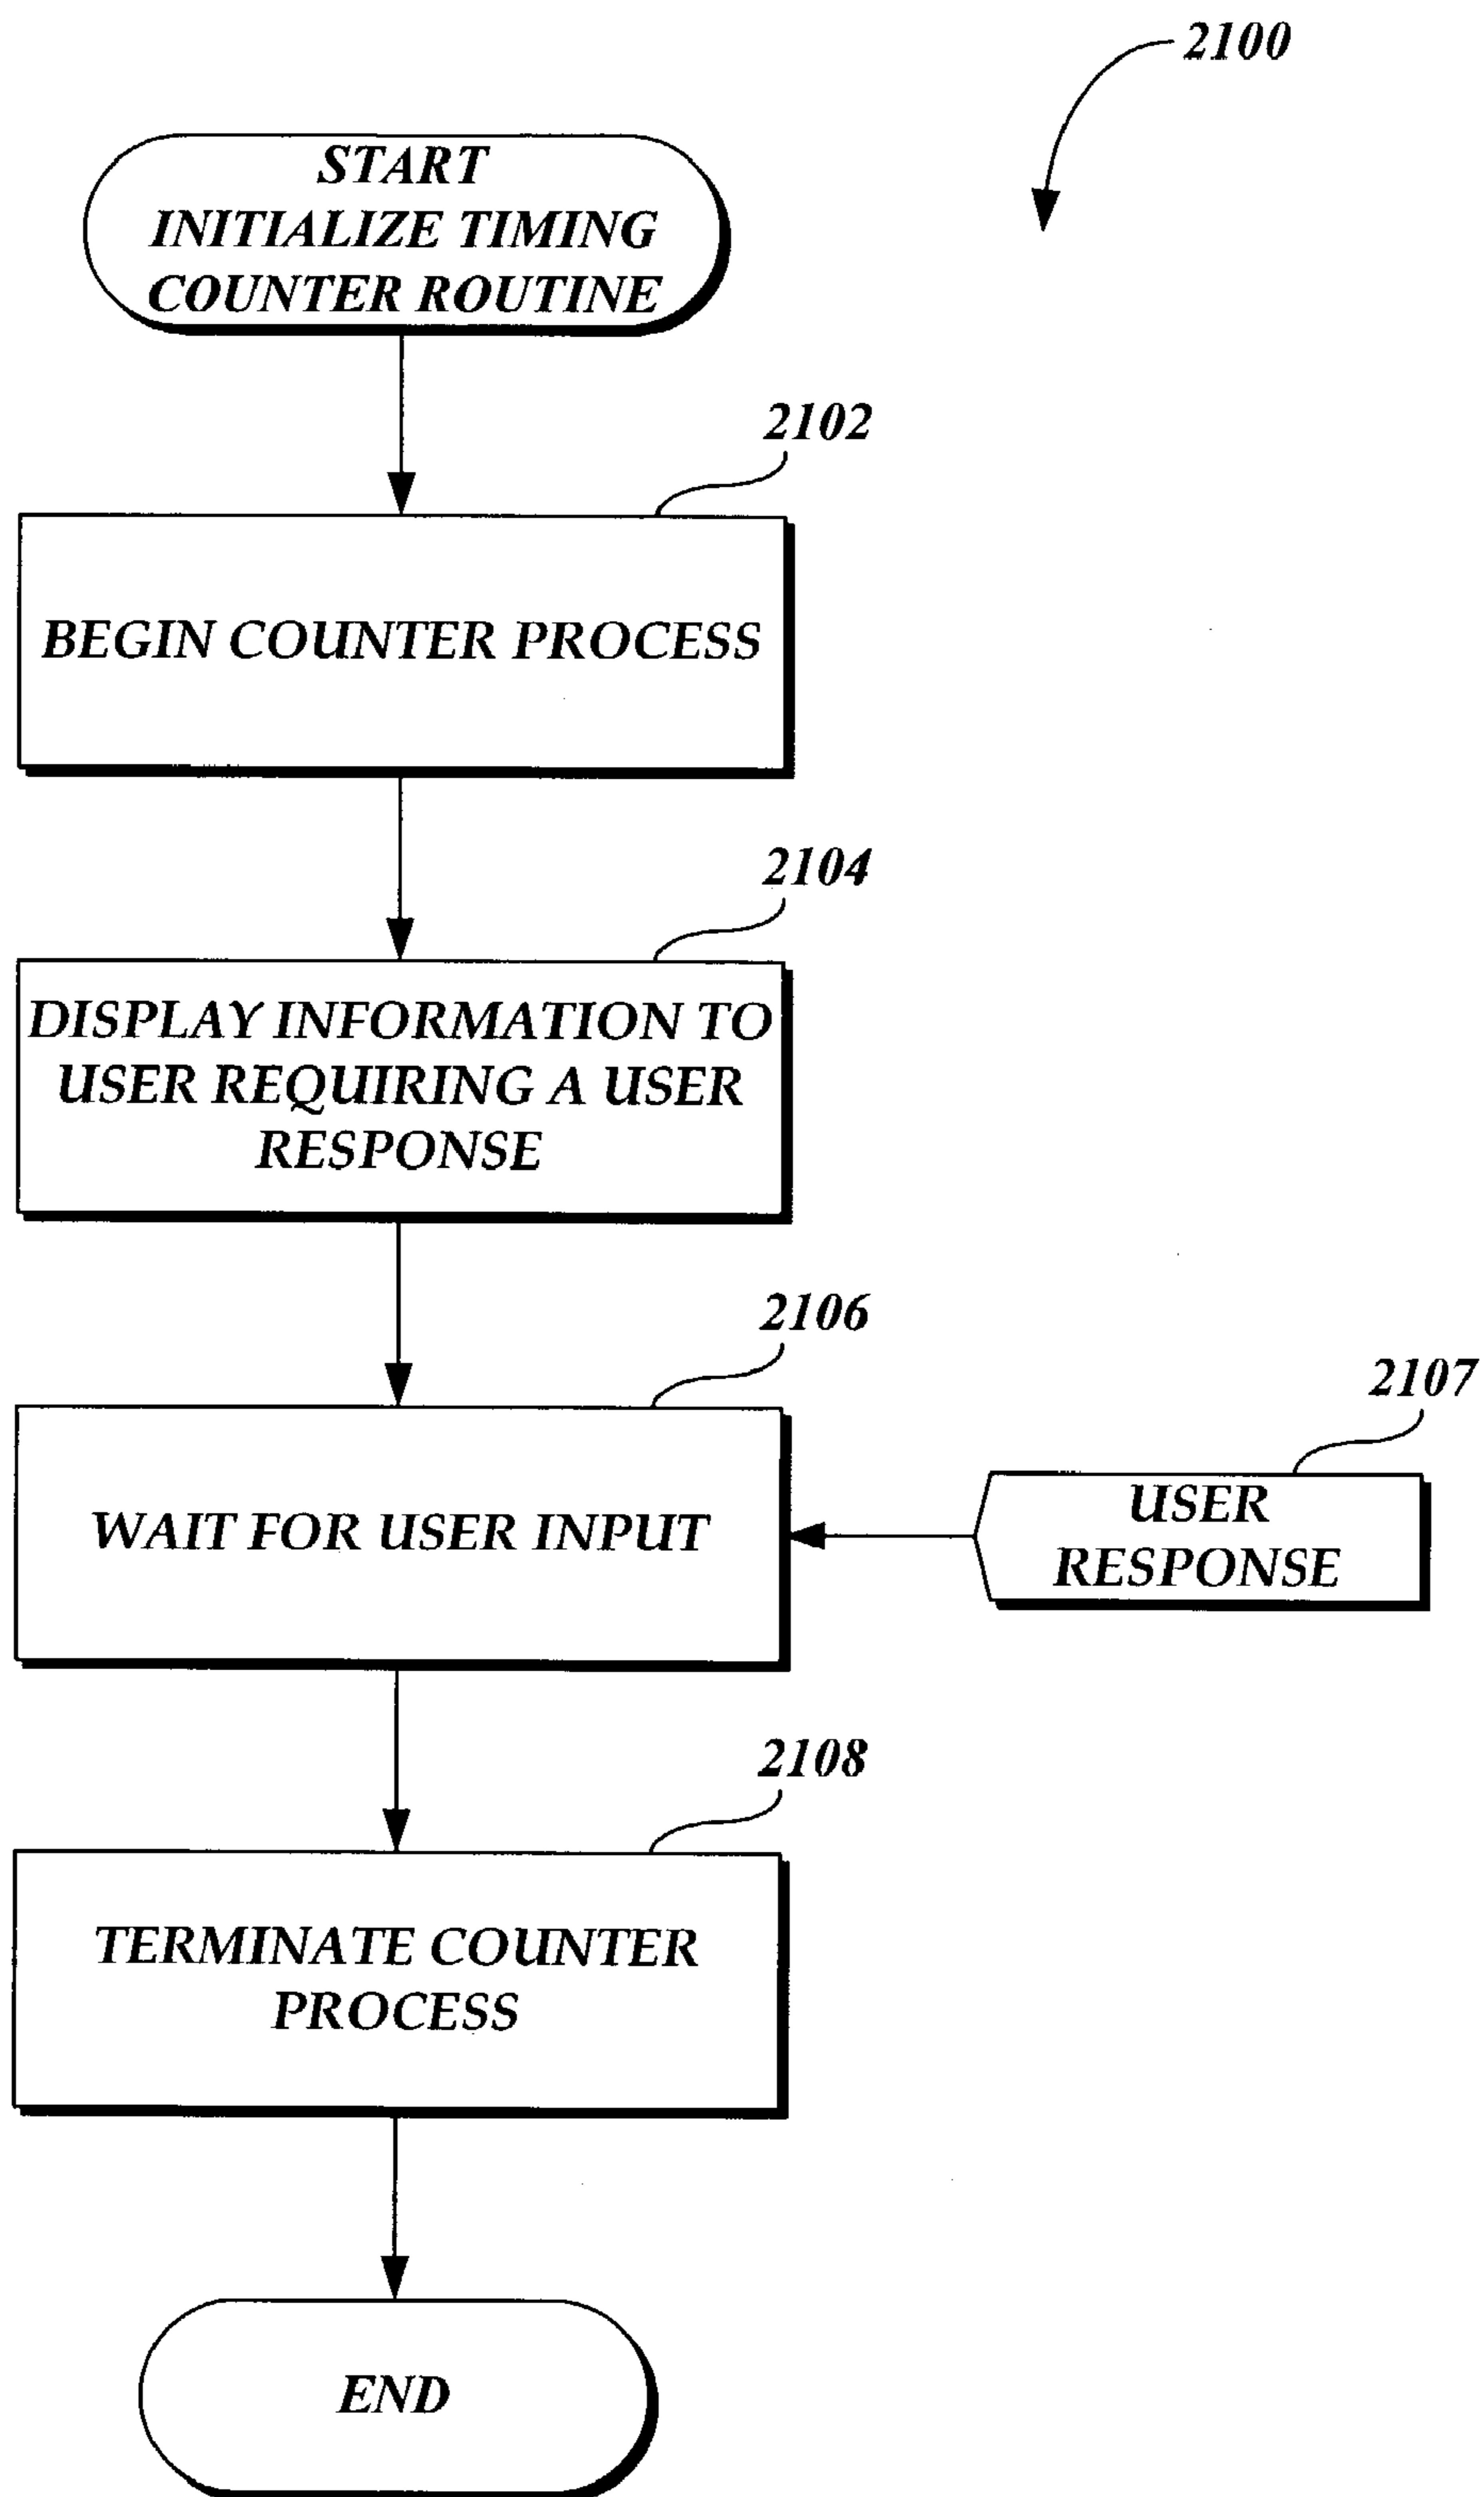 2100
START
INITIALIZE TIMING
COUNTER ROUTINE
2102
BEGIN COUNTER PROCESS
2104
DISPLAY INFORMATION TO
USER REQUIRING A USER
RESPONSE
2106
WAIT FOR USER INPUT
2107
USER
RESPONSE
2108
TERMINATE COUNTER
PROCESS
END